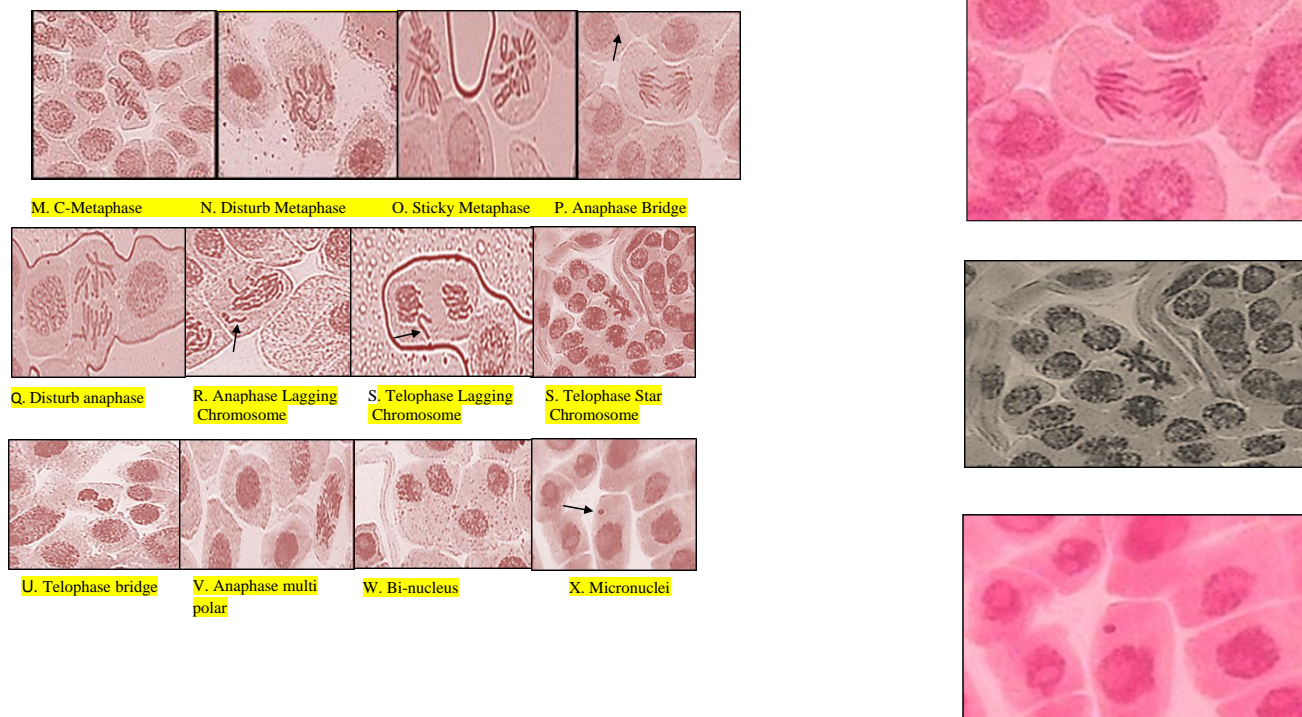 M. C-Metaphase N. Disturb Metaphase O. Sticky Metaphase P. Anaphase Bridge
Q. Disturb anaphase
R. Anaphase Lagging
Chromosome
S. Telophase Lagging
Chromosome
S. Telophase Star
Chromosome
U. Telophase bridge
V. Anaphase multi
polar
W. Bi-nucleus
X. Micronuclei